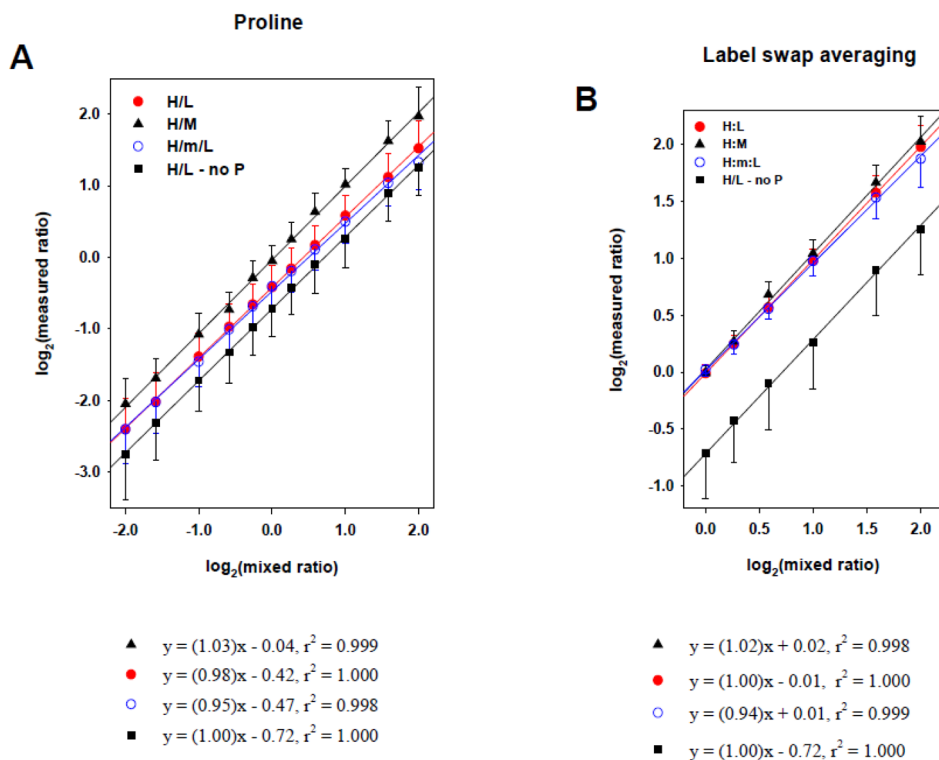 Proline
A
H/L
H/M
H/m/L
H/L - no P
2.0
1.0
0.0
-1.0
-2.0
-3.0
log2(measured ratio)
-2.0 -1.0 0.0 1.0 2.0
log2(mixed ratio)
y = (1.03)x - 0.04, r² = 0.999
y = (0.98)x - 0.42, r² = 1.000
y = (0.95)x - 0.47, r² = 0.998
y = (1.00)x - 0.72, r² = 1.000
Label swap averaging
B
H:L
H:M
H:m:L
H/L - no P
2.0
1.5
1.0
0.5
0.0
-0.5
-1.0
log2(measured ratio)
0.0 0.5 1.0 1.5 2.0
log2(mixed ratio)
y = (1.02)x + 0.02, r² = 0.998
y = (1.00)x - 0.01, r² = 1.000
y = (0.94)x + 0.01, r² = 0.999
y = (1.00)x - 0.72, r² = 1.000